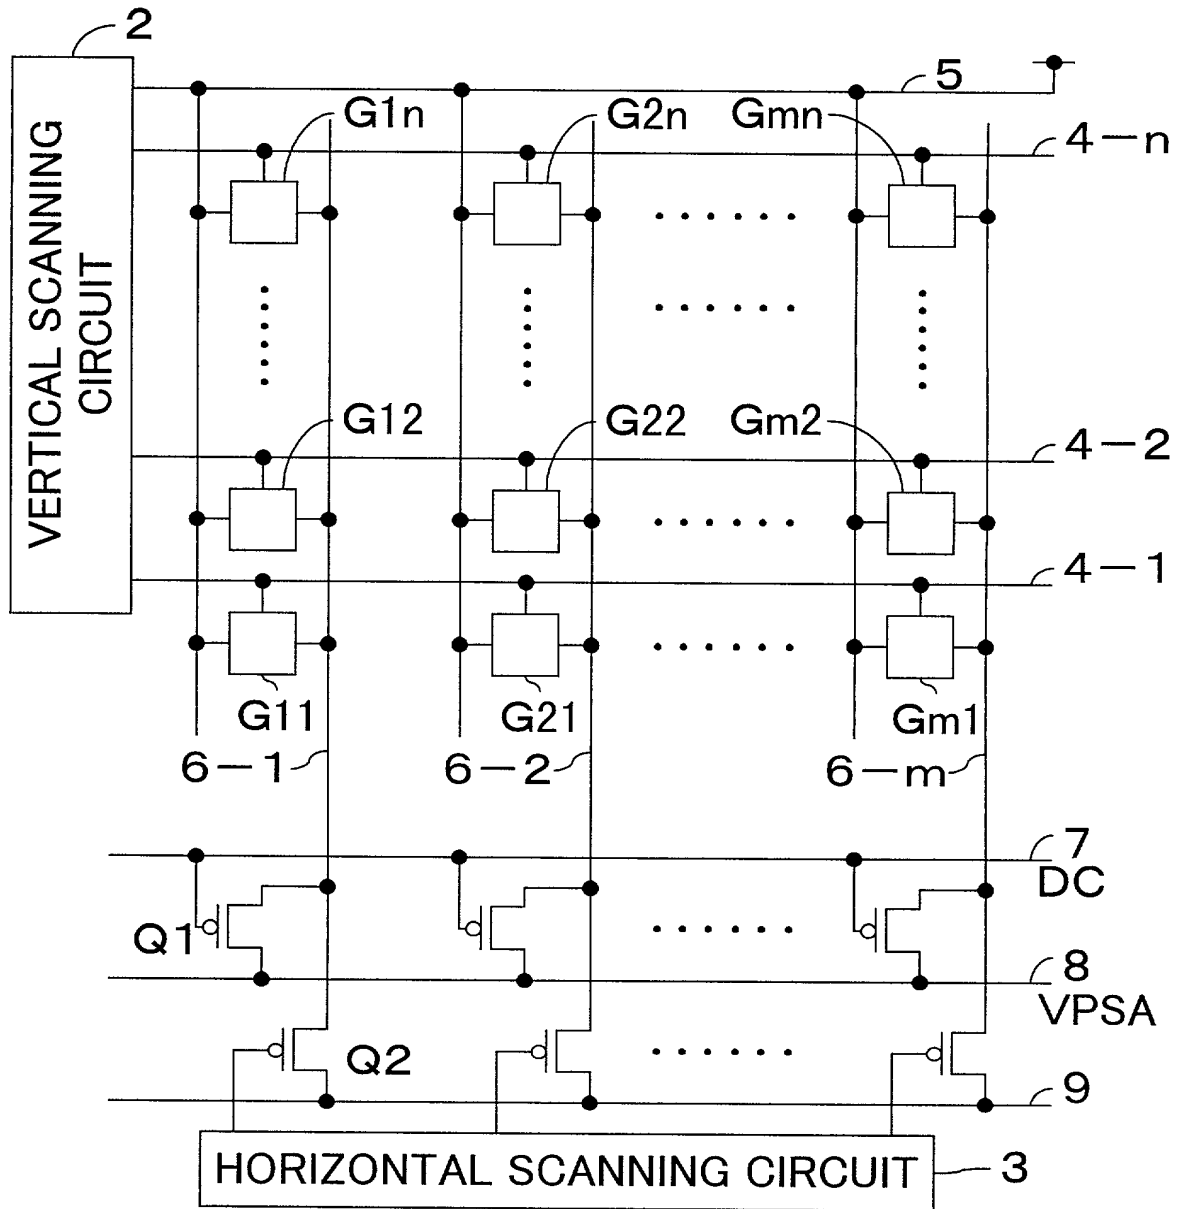 2
5
G1n
G2n
Gmn
4-n
VERTICAL SCANNING
CIRCUIT
G12
G22
Gm2
4-2
4-1
G11
G21
Gm1
6-1
6-2
6-m
7
DC
Q1
8
VPSA
Q2
9
HORIZONTAL SCANNING CIRCUIT
3